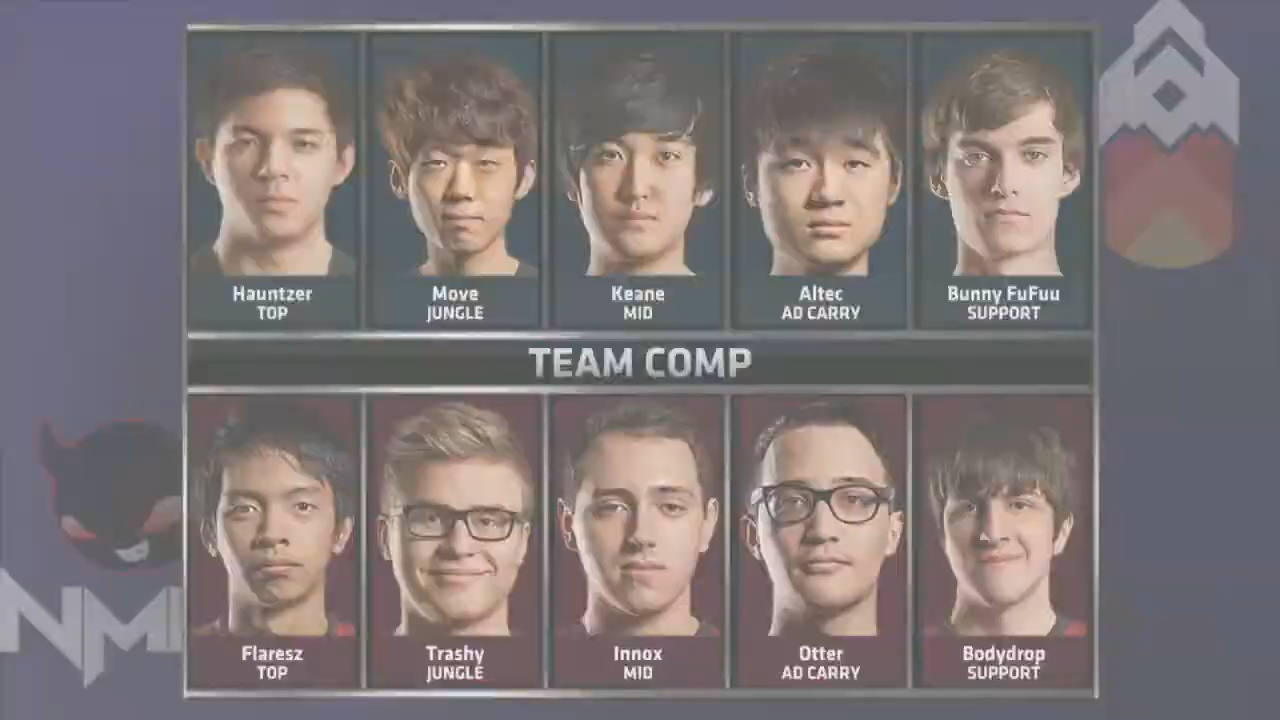 Hauntzer
TOP
Move
JUNGLE
Keane
MID
Altec
AD CARRY
Bunny FuFuu
SUPPORT
TEAM COMP
Flaresz
TOP
Trashy
JUNGLE
Innox
MID
Otter
AD CARRY
Bodydrop
SUPPORT
NME